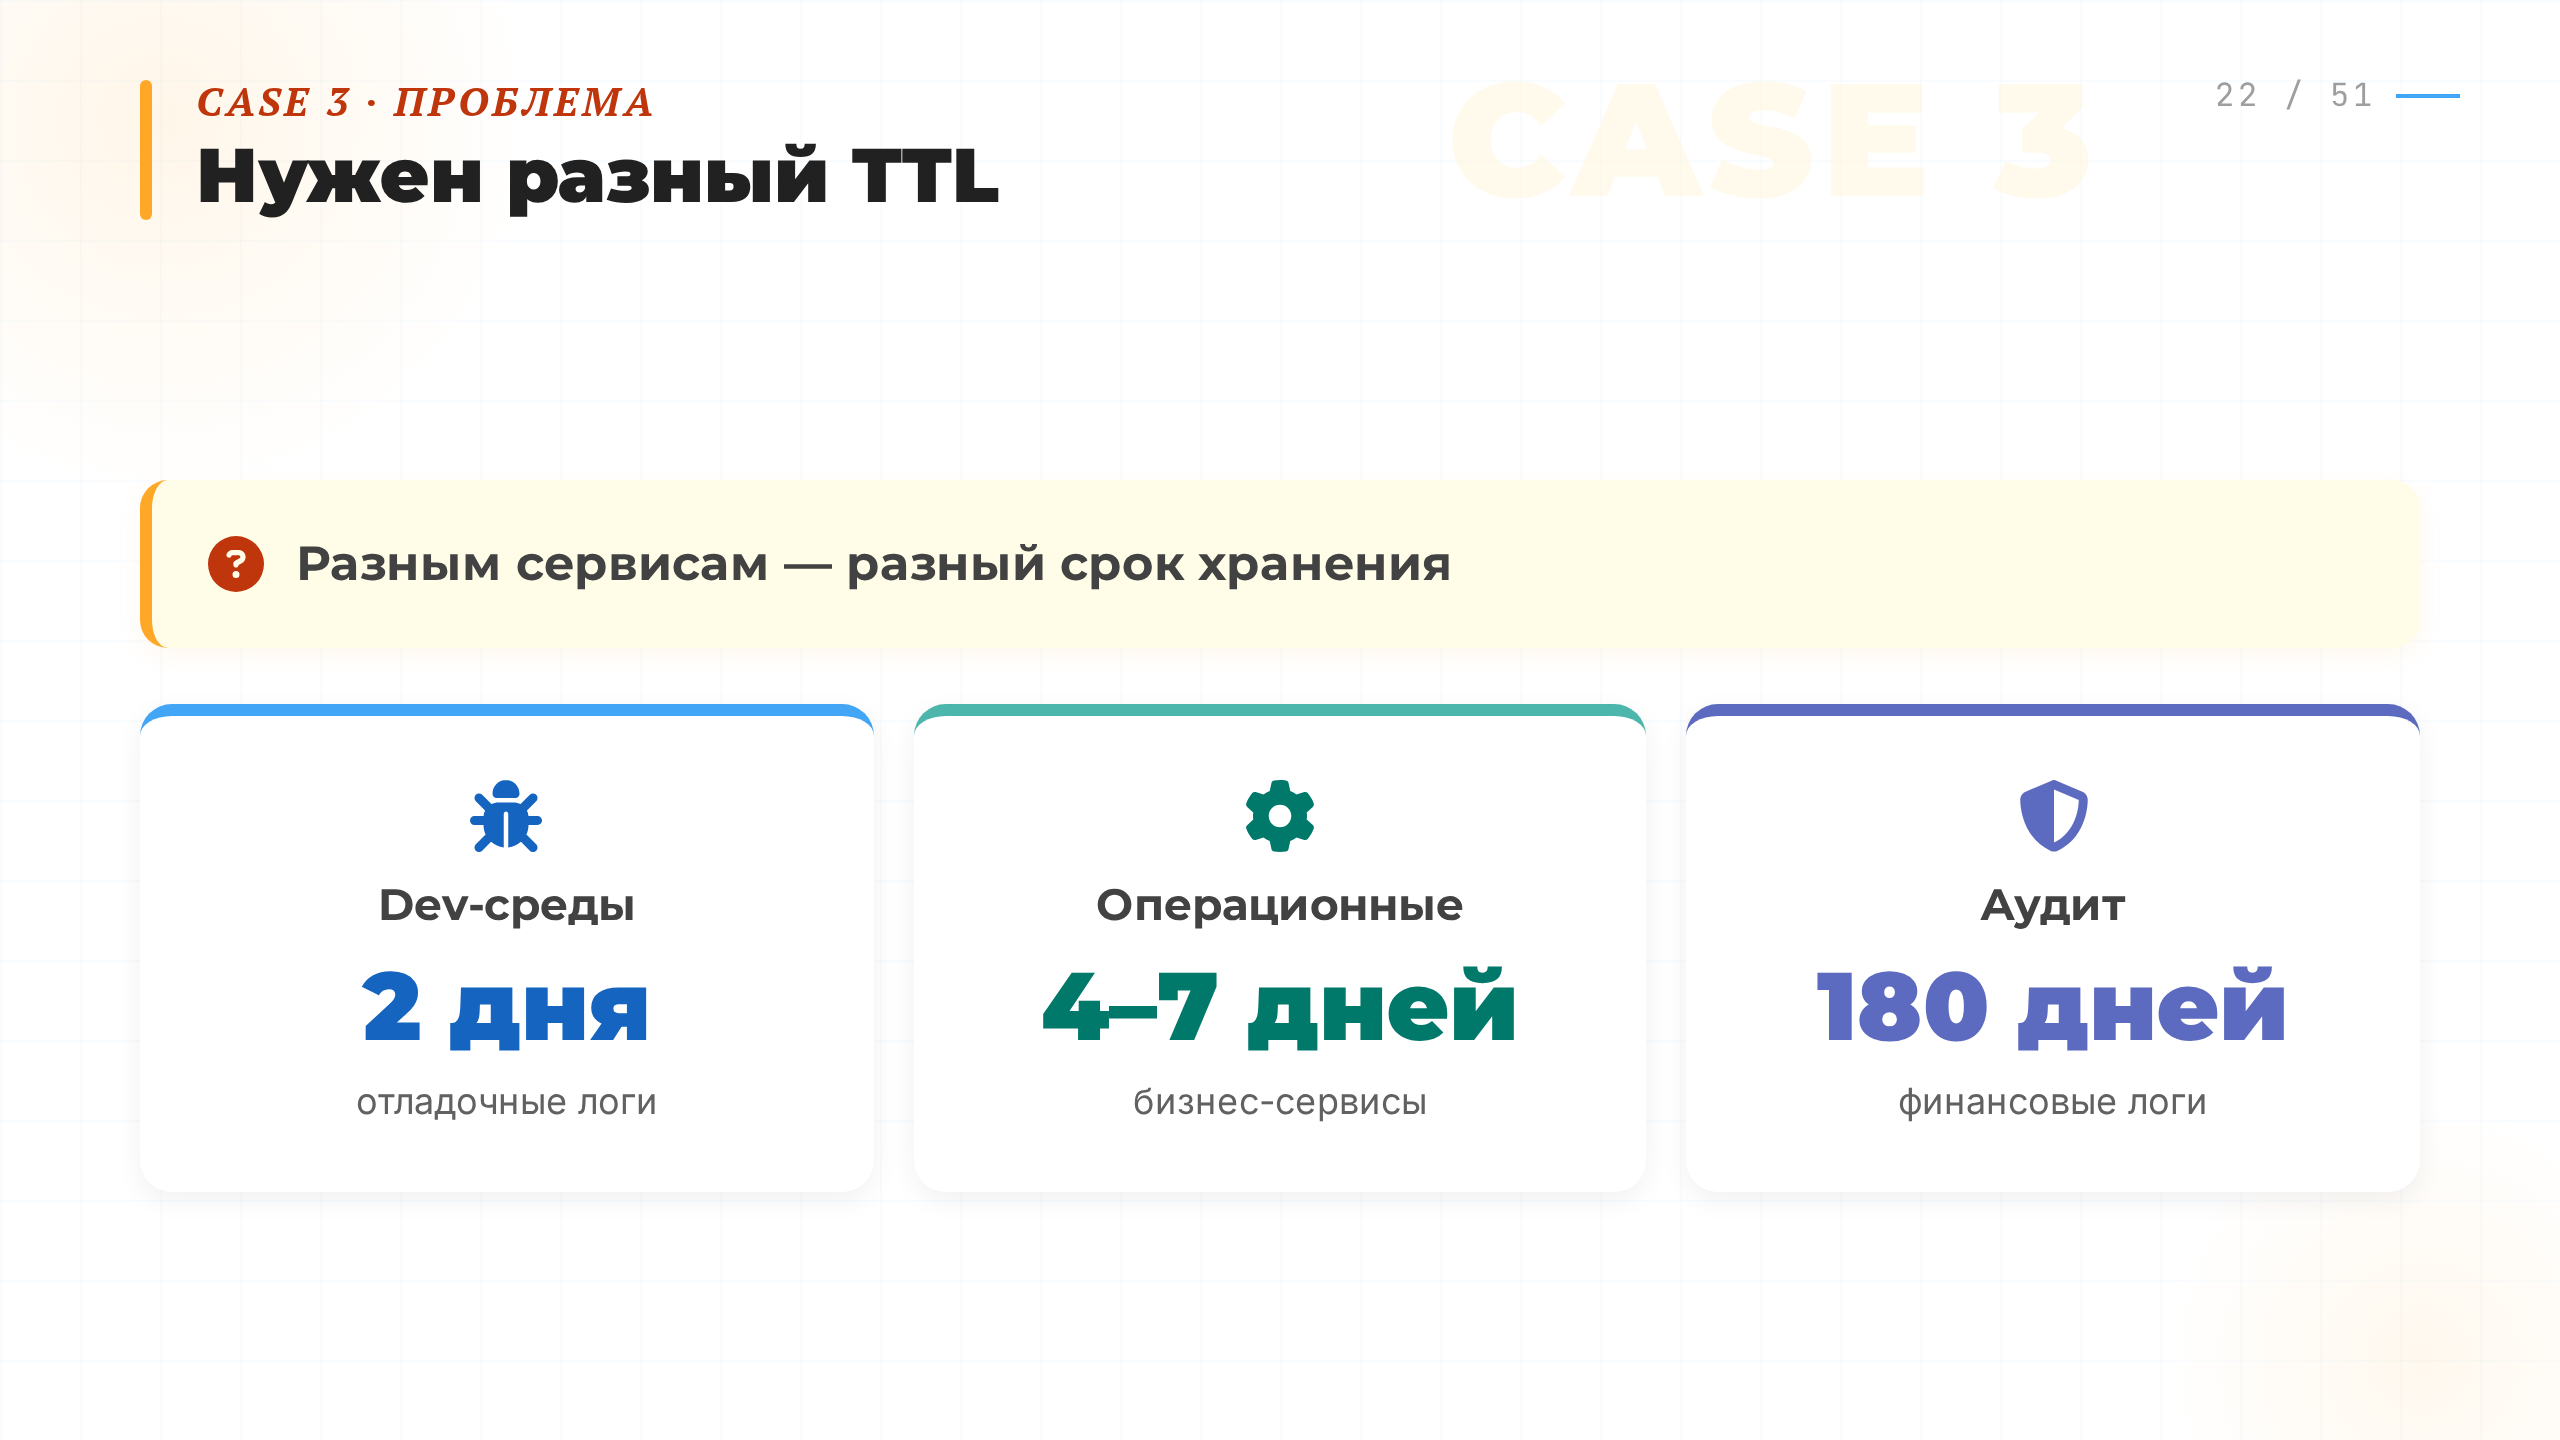 CASE 3 · ПРОБЛЕМА
Нужен разный TTL
CASE 3
22 / 51
? Разным сервисам — разный срок хранения
Dev-среды
2 дня
отладочные логи
Операционные
4–7 дней
бизнес-сервисы
Аудит
180 дней
финансовые логи